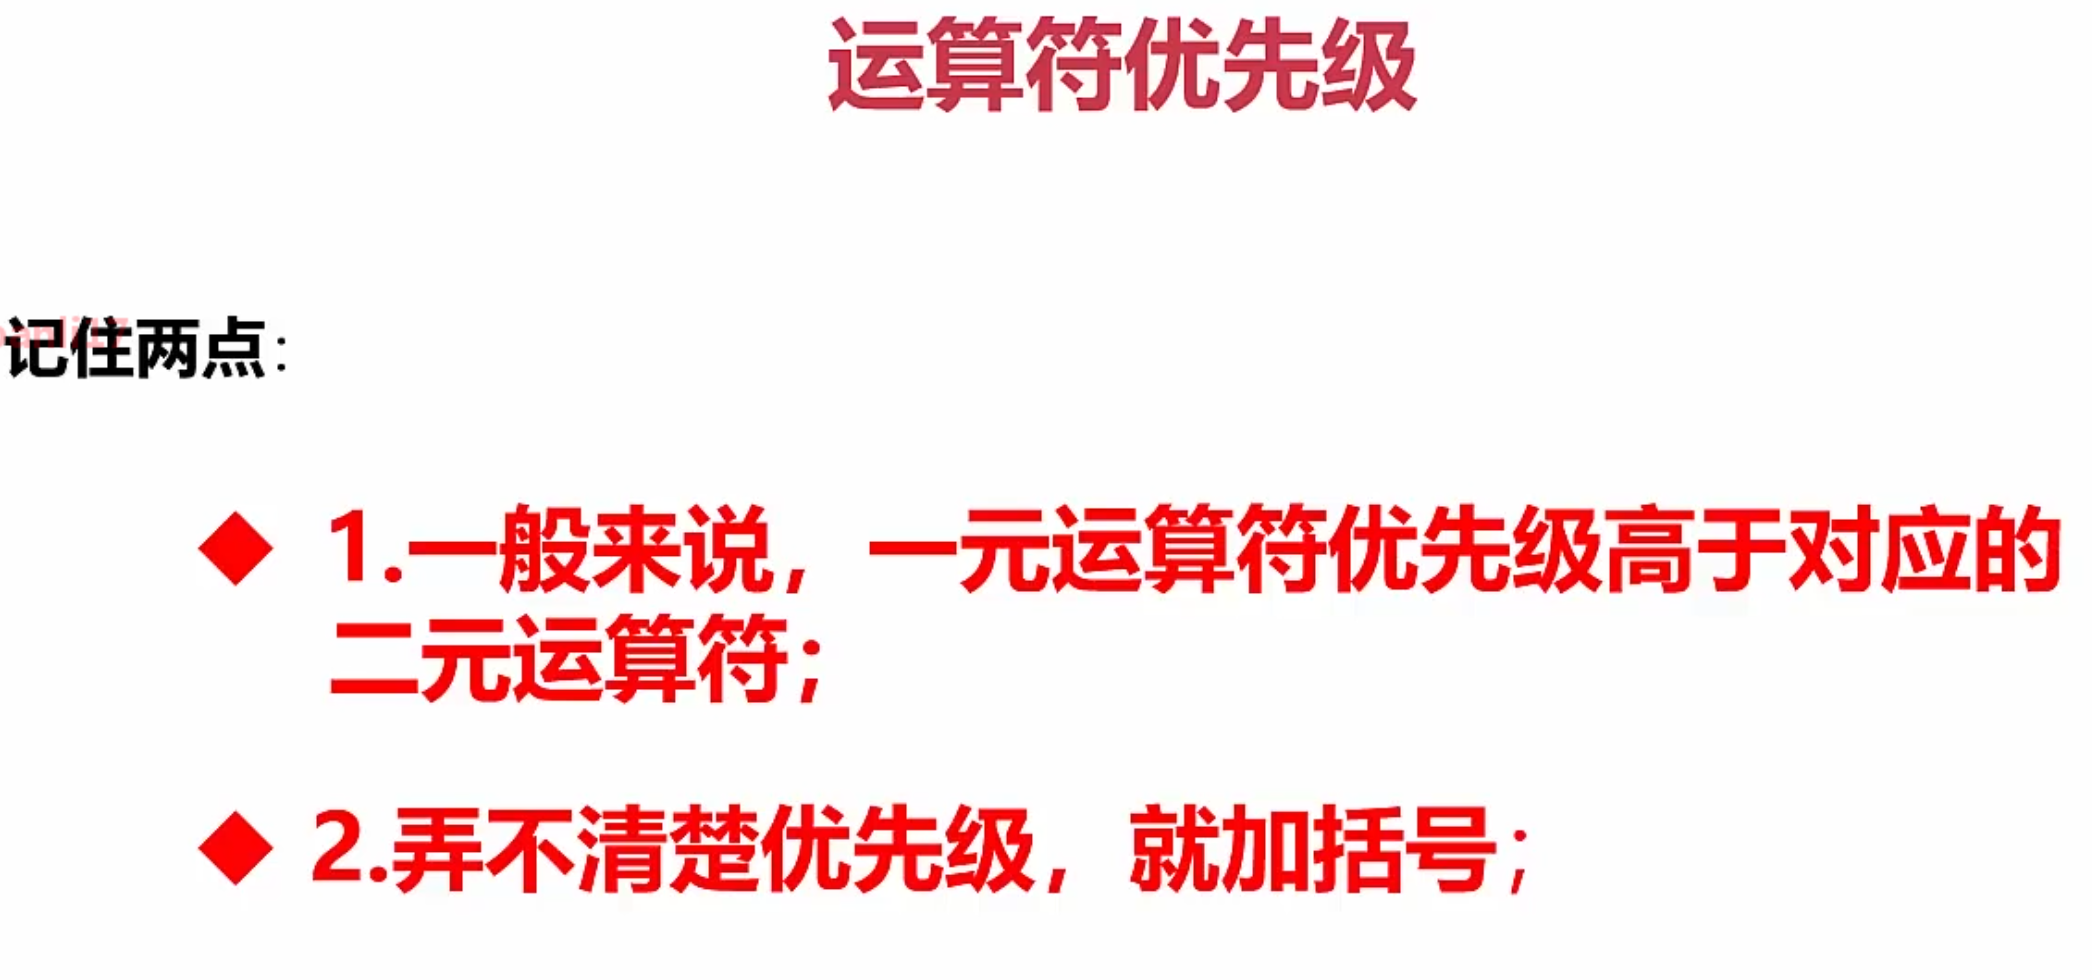 运算符优先级
记住两点：
◆ 1.一般来说，一元运算符优先级高于对应的
二元运算符；
◆ 2.弄不清楚优先级，就加括号；